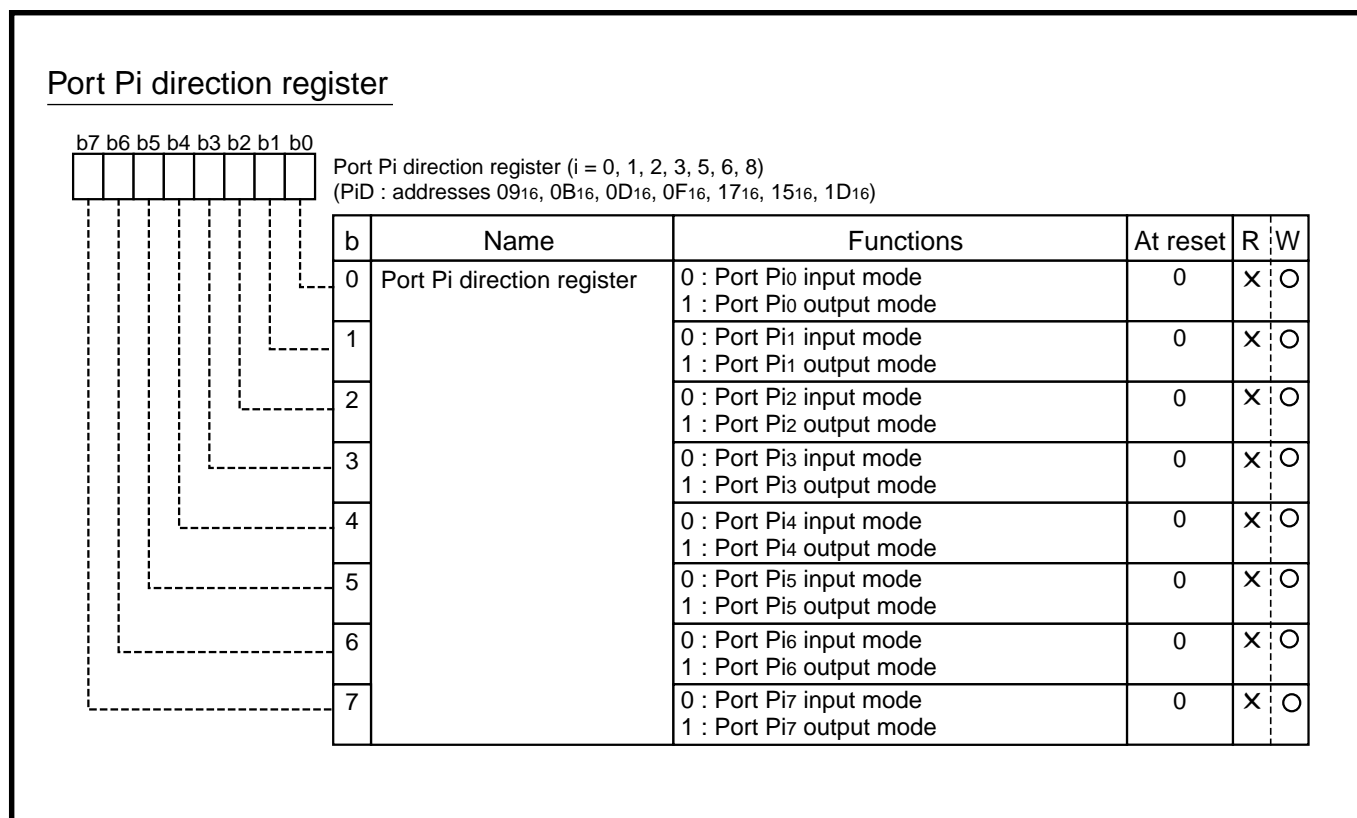 Port Pi direction register
b7 b6 b5 b4 b3 b2 b1 b0
Port Pi direction register (i = 0, 1, 2, 3, 5, 6, 8)
(PiD : addresses 0916, 0B16, 0D16, 0F16, 1716, 1516, 1D16)
b Name Functions At reset R W
0 Port Pi direction register 0 : Port Pi0 input mode 0 × ○
1 : Port Pi0 output mode
1 0 : Port Pi1 input mode 0 × ○
1 : Port Pi1 output mode
2 0 : Port Pi2 input mode 0 × ○
1 : Port Pi2 output mode
3 0 : Port Pi3 input mode 0 × ○
1 : Port Pi3 output mode
4 0 : Port Pi4 input mode 0 × ○
1 : Port Pi4 output mode
5 0 : Port Pi5 input mode 0 × ○
1 : Port Pi5 output mode
6 0 : Port Pi6 input mode 0 × ○
1 : Port Pi6 output mode
7 0 : Port Pi7 input mode 0 × ○
1 : Port Pi7 output mode